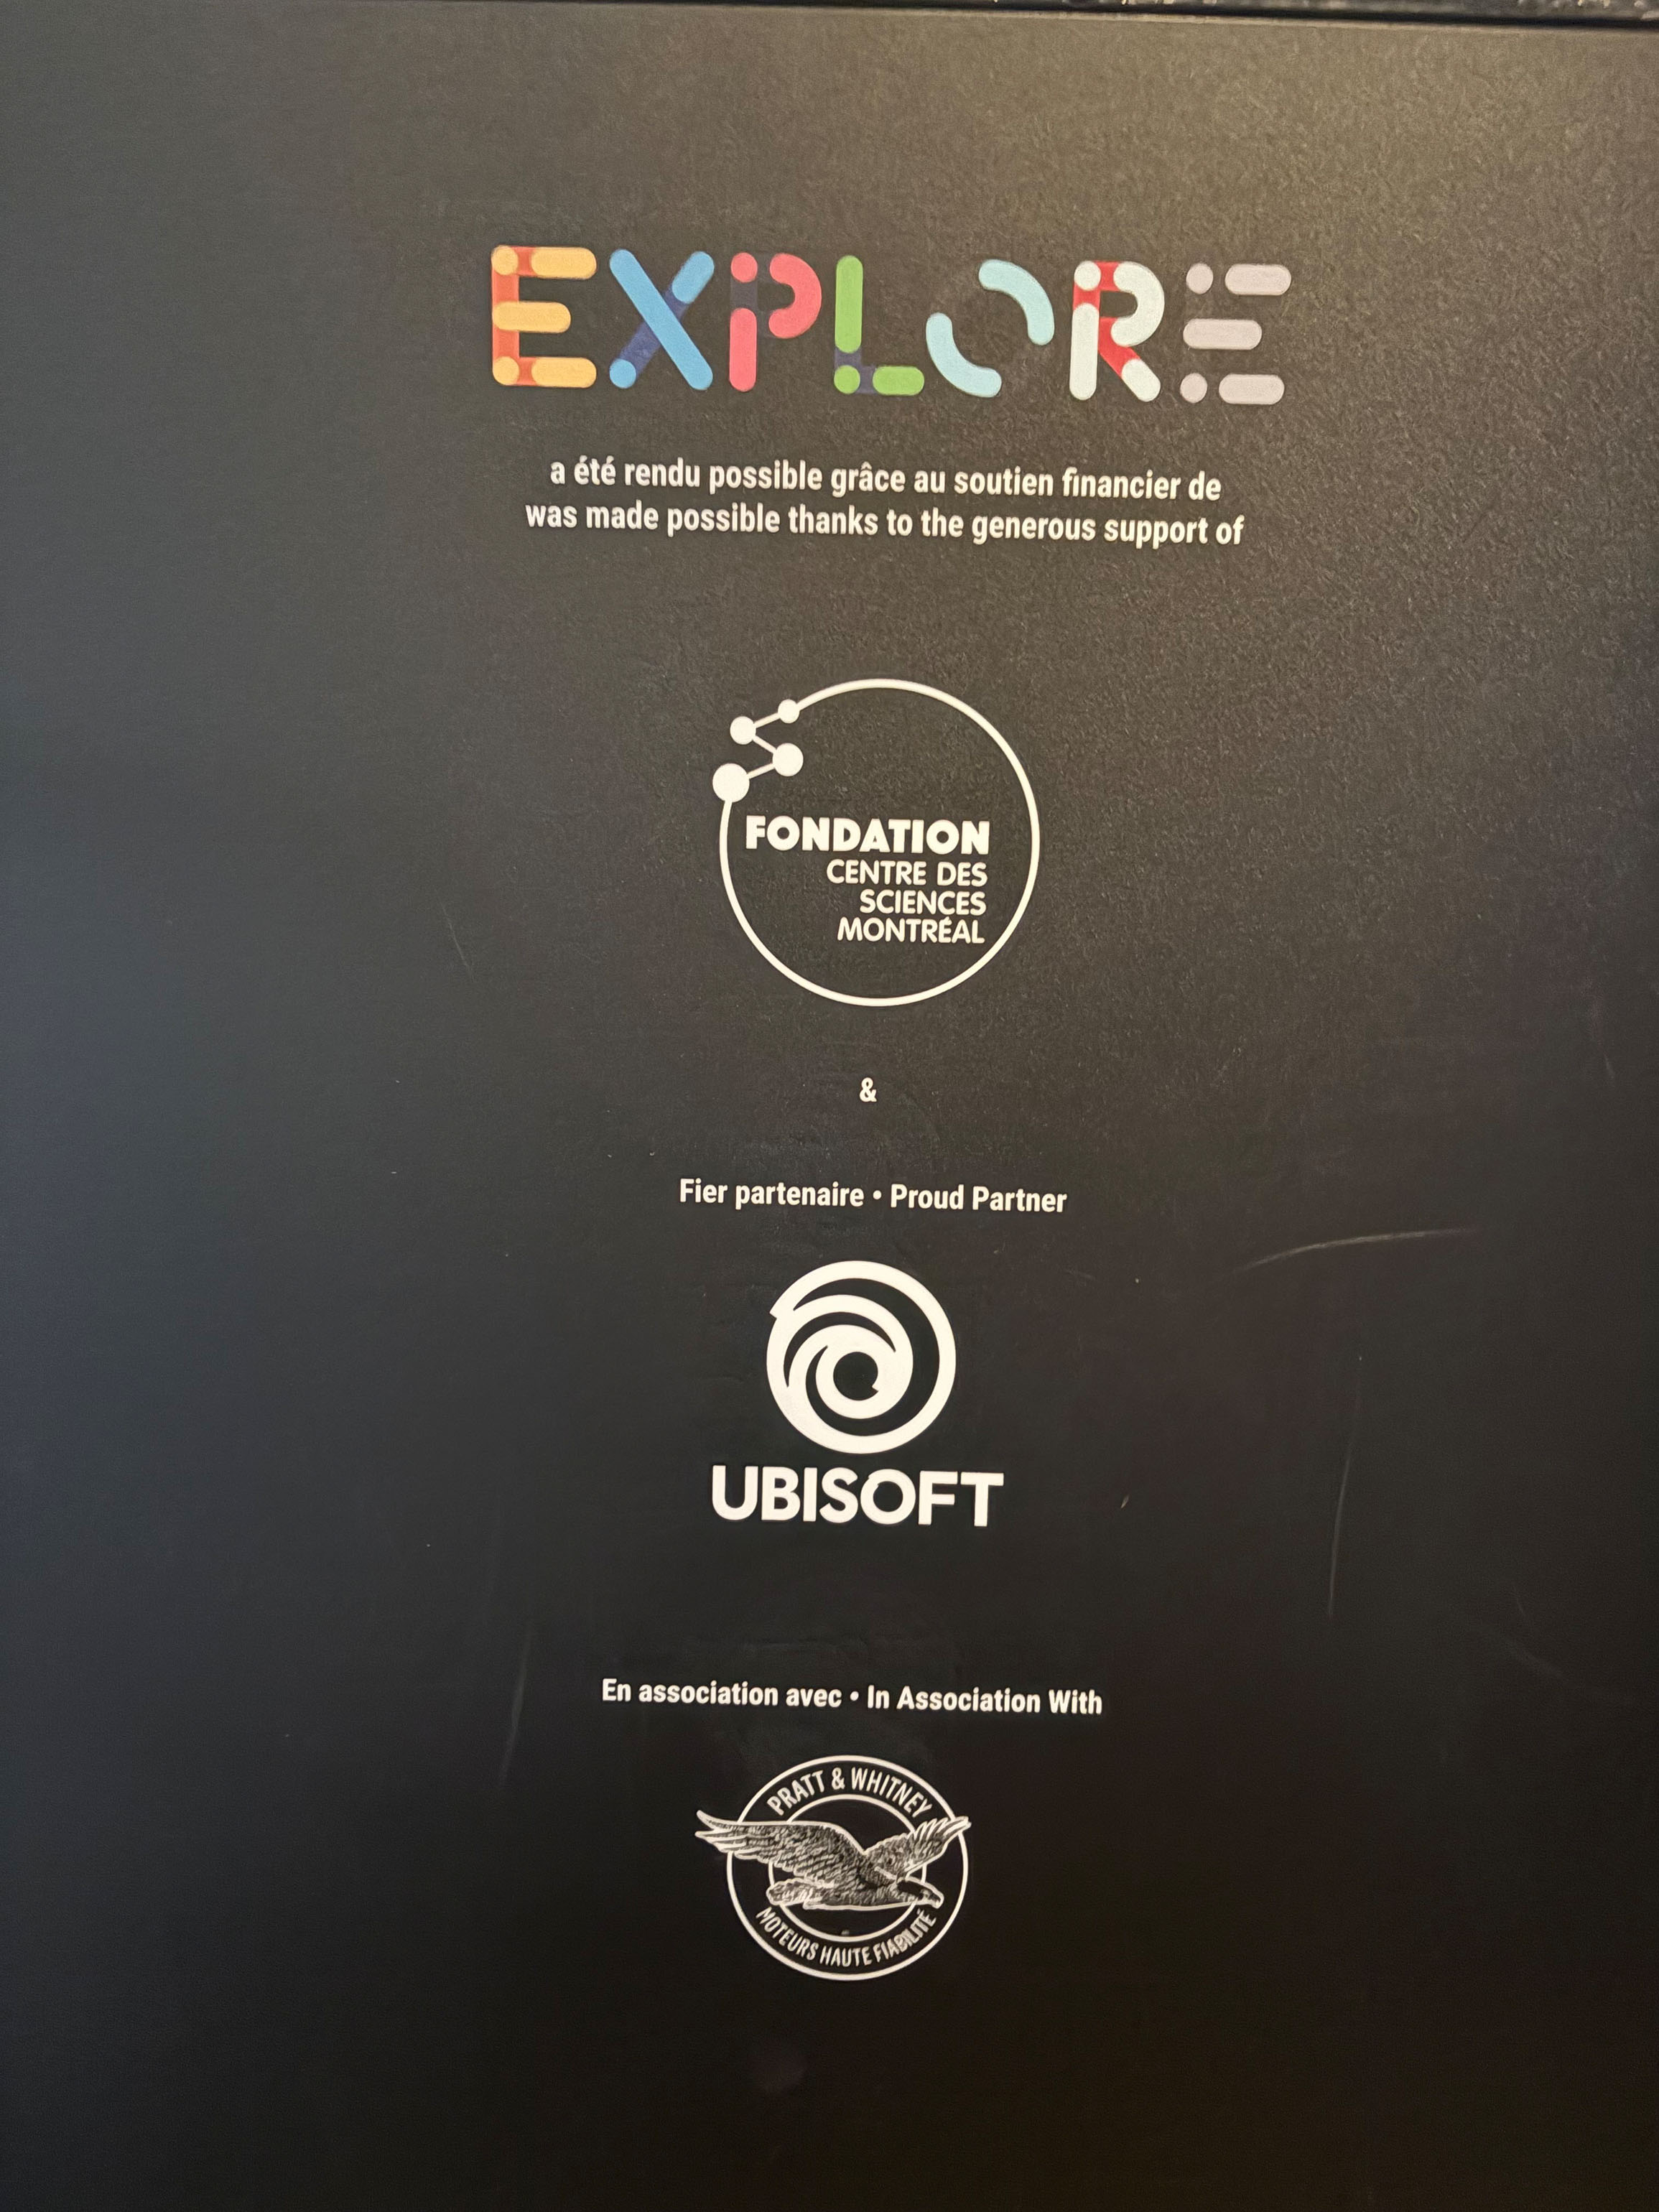 EXPLORE
a été rendu possible grâce au soutien financier de
was made possible thanks to the generous support of
FONDATION
CENTRE DES
SCIENCES
MONTRÉAL
&
Fier partenaire • Proud Partner
UBISOFT
En association avec • In Association With
PRATT & WHITNEY
MOTEURS HAUTE FIABILITÉ